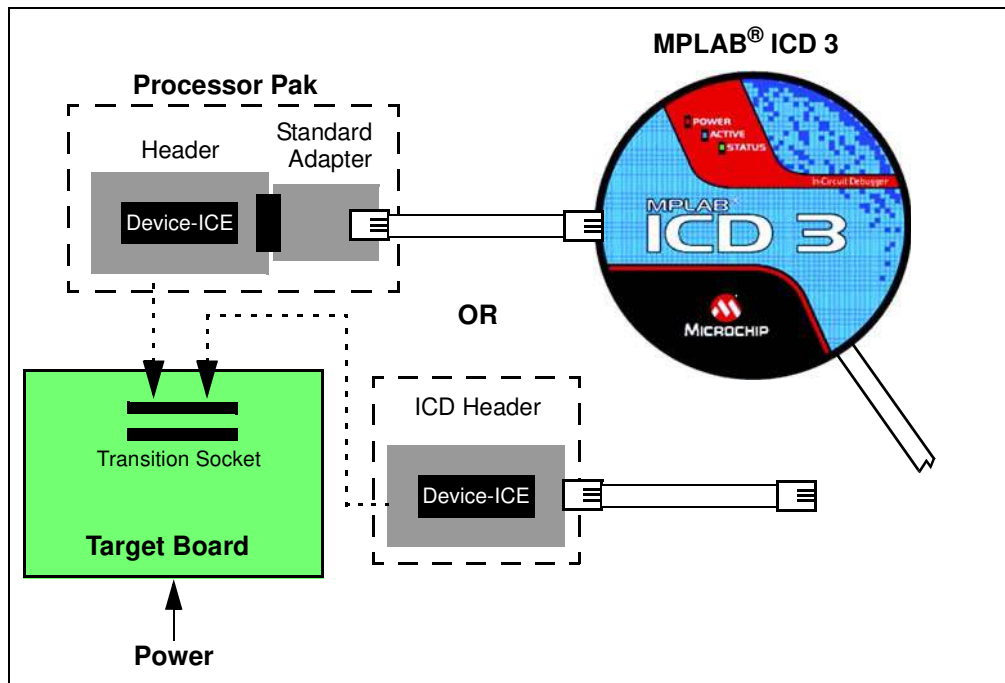 MPLAB® ICD 3
Processor Pak
Header
Standard
Adapter
Device-ICE
POWER
ACTIVE
STATUS
In-Circuit Debugger
MPLAB®
ICD 3
MICROCHIP
OR
ICD Header
Device-ICE
Transition Socket
Target Board
Power